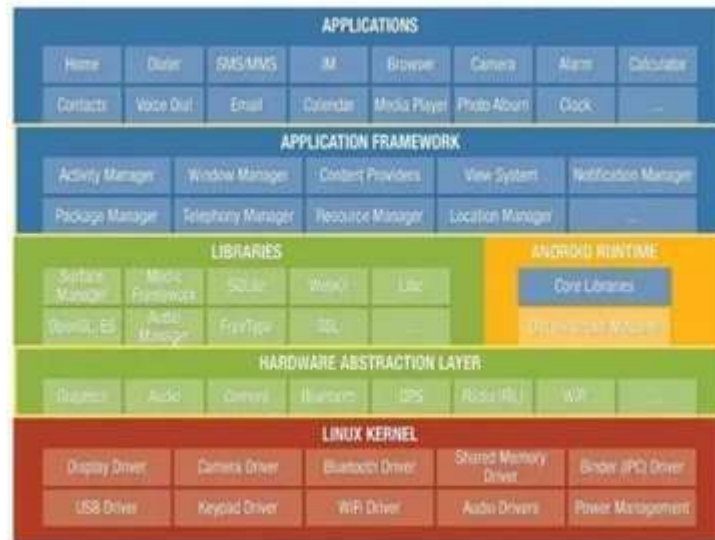 APPLICATIONS
Home Dialer SMS/MMS IM Browser Camera Alarm Calculator
Contacts Voice Dial Email Calendar Media Player Photo Album Clock ...
APPLICATION FRAMEWORK
Activity Manager Window Manager Content Providers View System Notification Manager
Package Manager Telephony Manager Resource Manager Location Manager ...
LIBRARIES ANDROID RUNTIME
Surface Manager Media Framework SQLite WebKit Libc Core Libraries
OpenGL ES Audio Manager FreeType SSL ...
HARDWARE ABSTRACTION LAYER
Graphics Audio Camera Bluetooth GPS Radio (RIL) WiFi ...
LINUX KERNEL
Display Driver Camera Driver Bluetooth Driver Shared Memory Driver Binder (IPC) Driver
USB Driver Keypad Driver WiFi Driver Audio Drivers Power Management